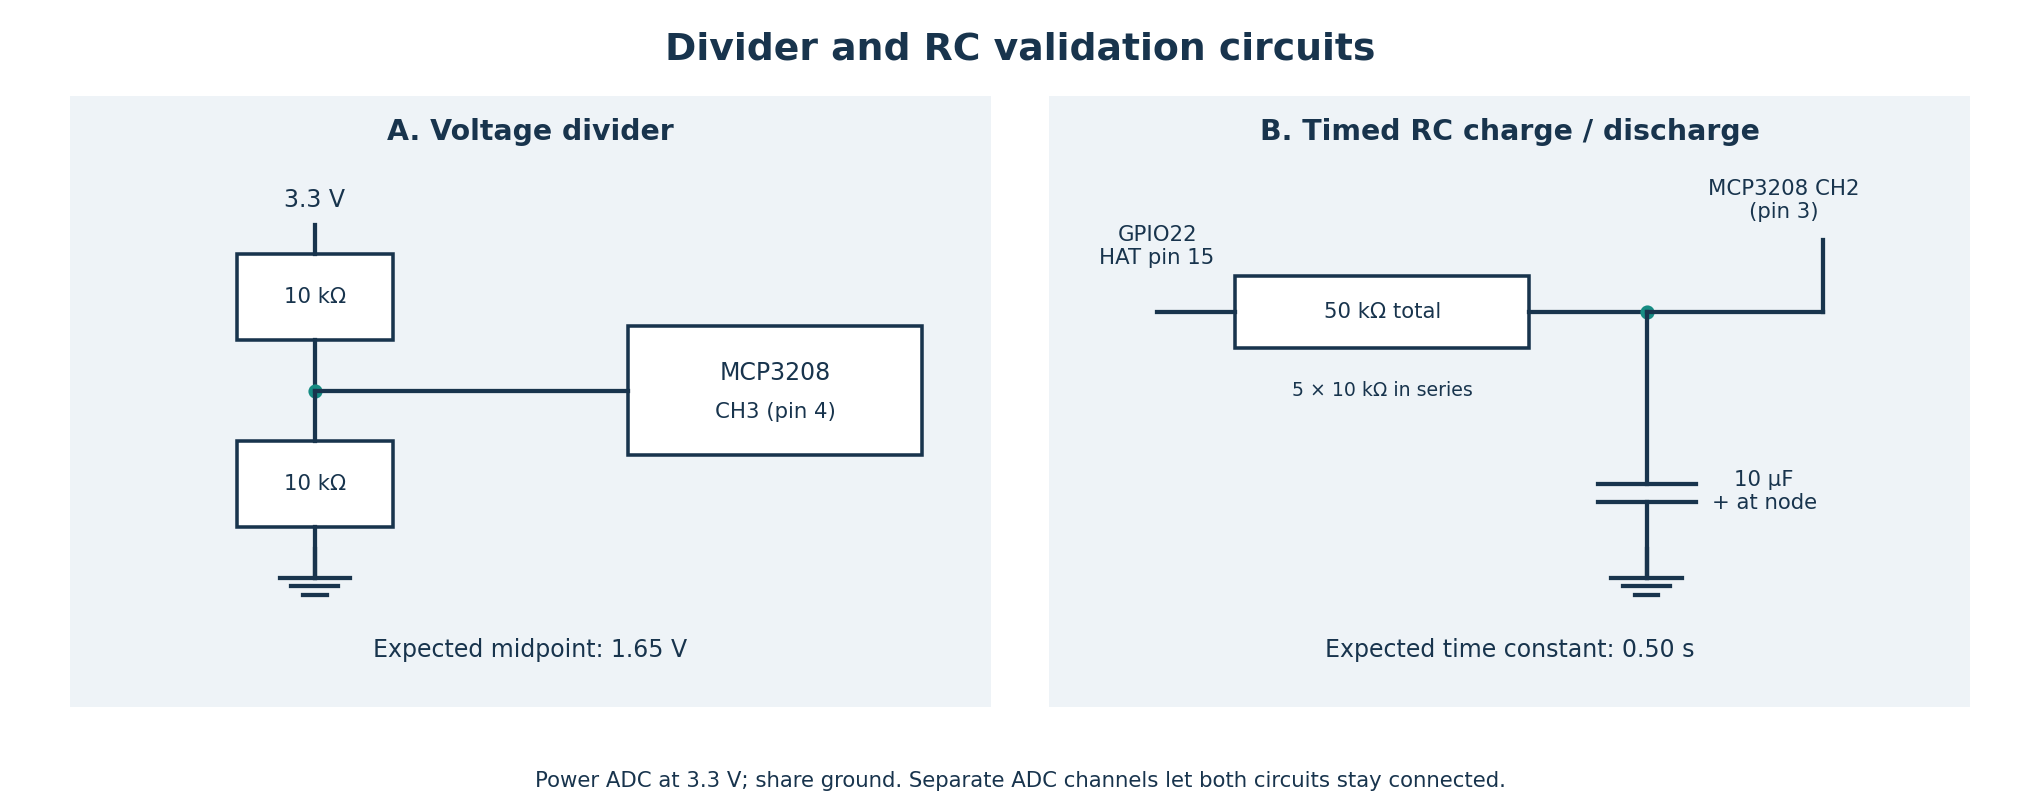 Divider and RC validation circuits
A. Voltage divider
3.3 V
10 kΩ
MCP3208
CH3 (pin 4)
10 kΩ
Expected midpoint: 1.65 V
B. Timed RC charge / discharge
MCP3208 CH2
(pin 3)
GPIO22
HAT pin 15
50 kΩ total
5 × 10 kΩ in series
10 µF
+ at node
Expected time constant: 0.50 s
Power ADC at 3.3 V; share ground. Separate ADC channels let both circuits stay connected.